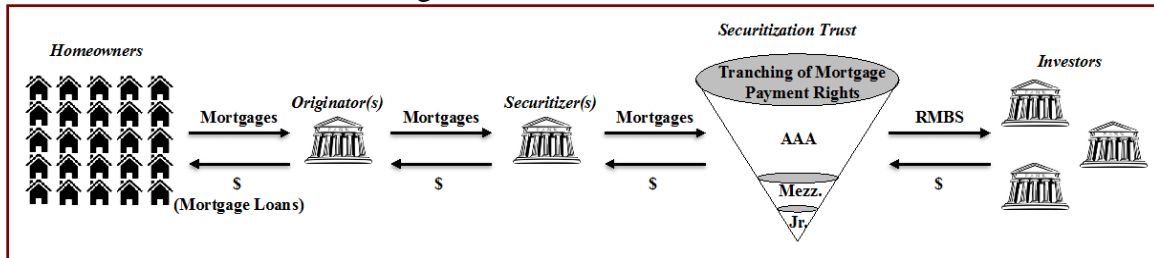 Securitization Trust
Homeowners
Investors
Tranching of Mortgage
Payment Rights
Originator(s)
Securitizer(s)
Mortgages
Mortgages
Mortgages
RMBS
AAA
$
$
$
$
(Mortgage Loans)
Mezz.
Jr.